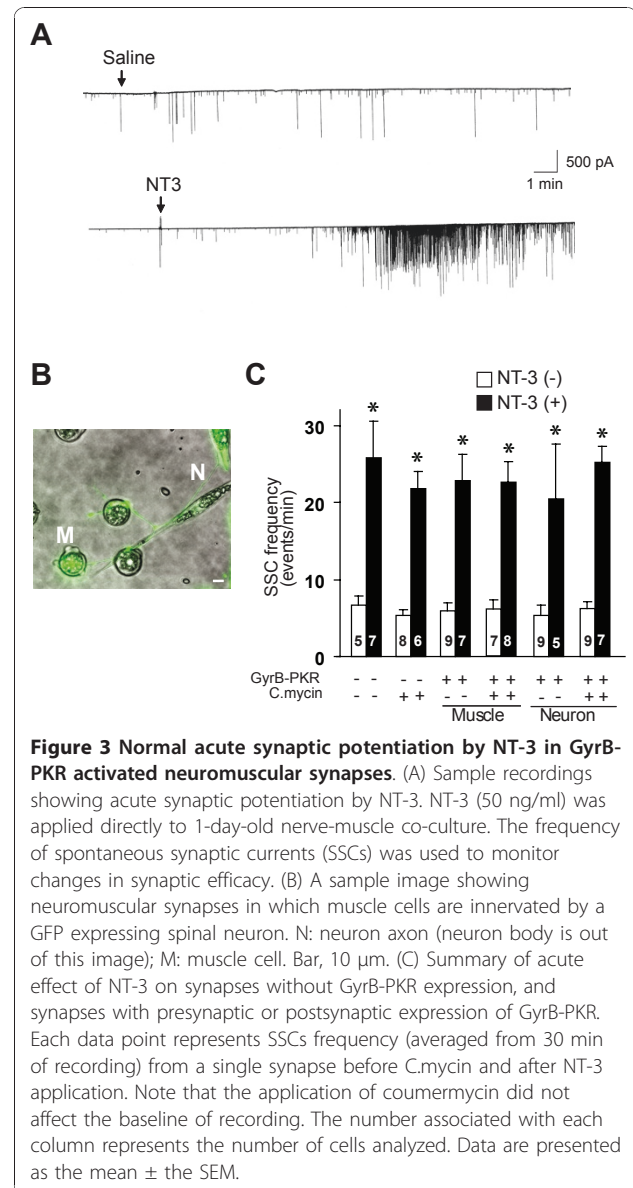 A
Saline
500 pA
1 min
NT3
B
C
NT-3 (-)
NT-3 (+)
N
M
SSC frequency
(events/min)
30
20
10
0
* * * * * *
5 7 8 6 9 7 7 8 9 5 9 7
GyrB-PKR - - - - + + + + + + + +
C.mycin - - + + - - + + - - + +
Muscle Neuron
Figure 3 Normal acute synaptic potentiation by NT-3 in GyrB-
PKR activated neuromuscular synapses. (A) Sample recordings
showing acute synaptic potentiation by NT-3. NT-3 (50 ng/ml) was
applied directly to 1-day-old nerve-muscle co-culture. The frequency
of spontaneous synaptic currents (SSCs) was used to monitor
changes in synaptic efficacy. (B) A sample image showing
neuromuscular synapses in which muscle cells are innervated by a
GFP expressing spinal neuron. N: neuron axon (neuron body is out
of this image); M: muscle cell. Bar, 10 μm. (C) Summary of acute
effect of NT-3 on synapses without GyrB-PKR expression, and
synapses with presynaptic or postsynaptic expression of GyrB-PKR.
Each data point represents SSCs frequency (averaged from 30 min
of recording) from a single synapse before C.mycin and after NT-3
application. Note that the application of coumermycin did not
affect the baseline of recording. The number associated with each
column represents the number of cells analyzed. Data are presented
as the mean ± the SEM.